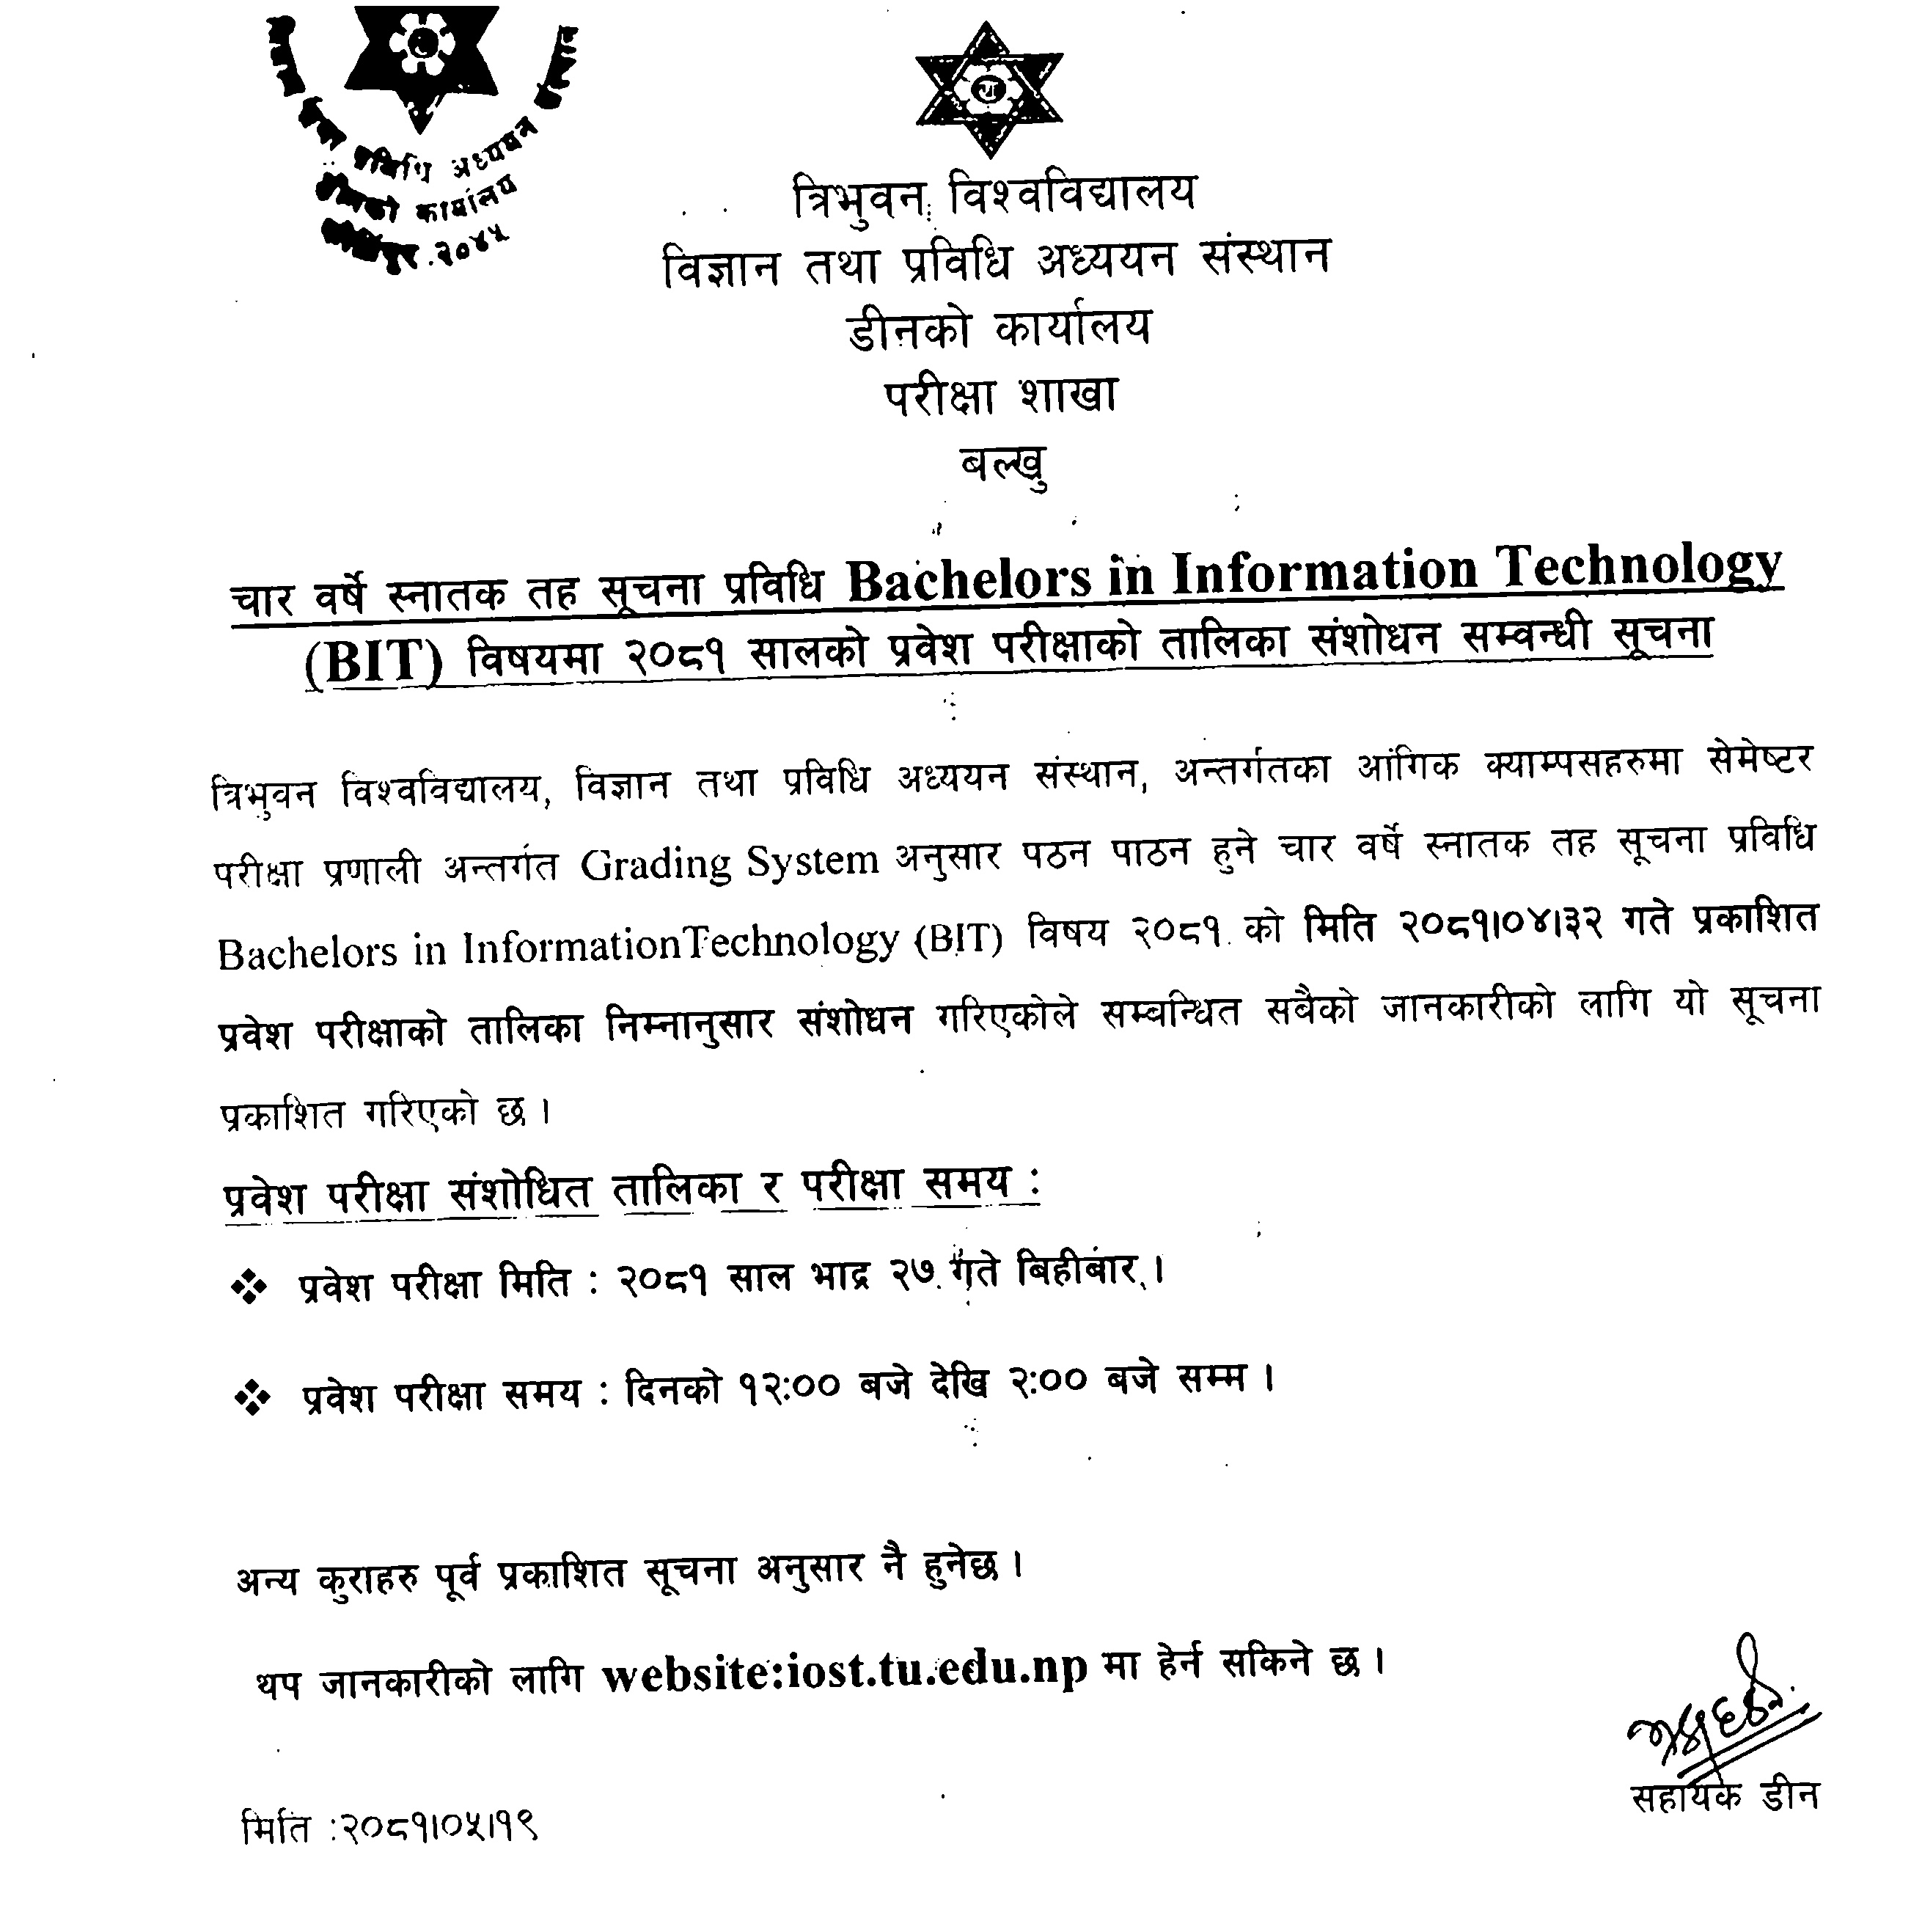 प्रविधि अध्ययन
डीनको कार्यालय
२०४५
त्रिभुवन विश्वविद्यालय
विज्ञान तथा प्रविधि अध्ययन संस्थान
डीनको कार्यालय
परीक्षा शाखा
बल्खु
चार वर्षे स्नातक तह सूचना प्रविधि Bachelors in Information Technology
(BIT) विषयमा २०८१ सालको प्रवेश परीक्षाको तालिका संशोधन सम्वन्धी सूचना
त्रिभुवन विश्वविद्यालय, विज्ञान तथा प्रविधि अध्ययन संस्थान, अन्तर्गतका आंगिक क्याम्पसहरुमा सेमेष्टर
परीक्षा प्रणाली अन्तर्गत Grading System अनुसार पठन पाठन हुने चार वर्षे स्नातक तह सूचना प्रविधि
Bachelors in InformationTechnology (BIT) विषय २०८१ को मिति २०८१।०४।३२ गते प्रकाशित
प्रवेश परीक्षाको तालिका निम्नानुसार संशोधन गरिएकोले सम्बन्धित सबैको जानकारीको लागि यो सूचना
प्रकाशित गरिएको छ ।
प्रवेश परीक्षा संशोधित तालिका र परीक्षा समय :
❖ प्रवेश परीक्षा मिति : २०८१ साल भाद्र २७ गते बिहीबार ।
❖ प्रवेश परीक्षा समय : दिनको १२:०० बजे देखि २:०० बजे सम्म ।
अन्य कुराहरु पूर्व प्रकाशित सूचना अनुसार नै हुनेछ ।
थप जानकारीको लागि website:iost.tu.edu.np मा हेर्न सकिने छ ।
सहायक डीन
मिति :२०८१।०५।१९